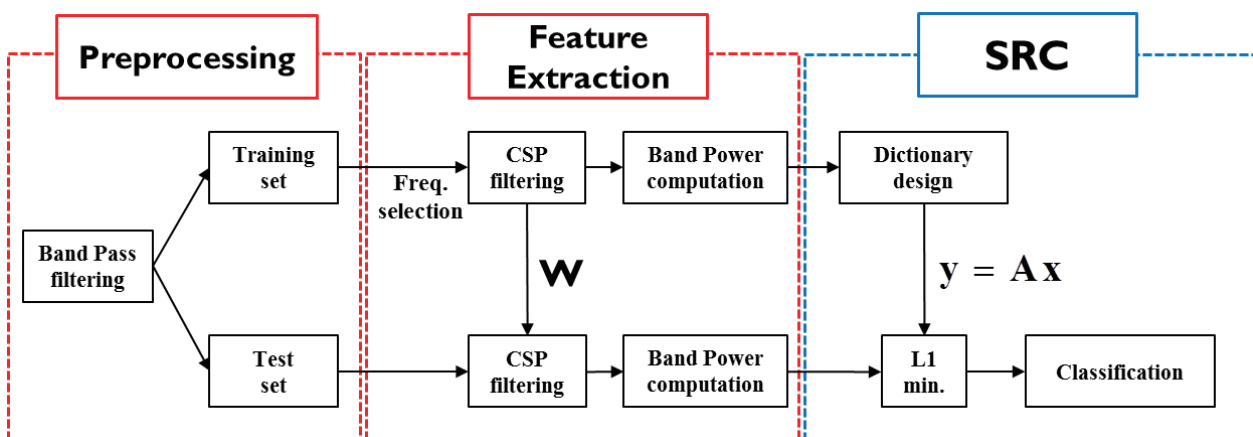 Preprocessing
Feature
Extraction
SRC
Training
set
Freq.
selection
CSP
filtering
Band Power
computation
Dictionary
design
Band Pass
filtering
W
y = Ax
Test
set
CSP
filtering
Band Power
computation
L1
min.
Classification